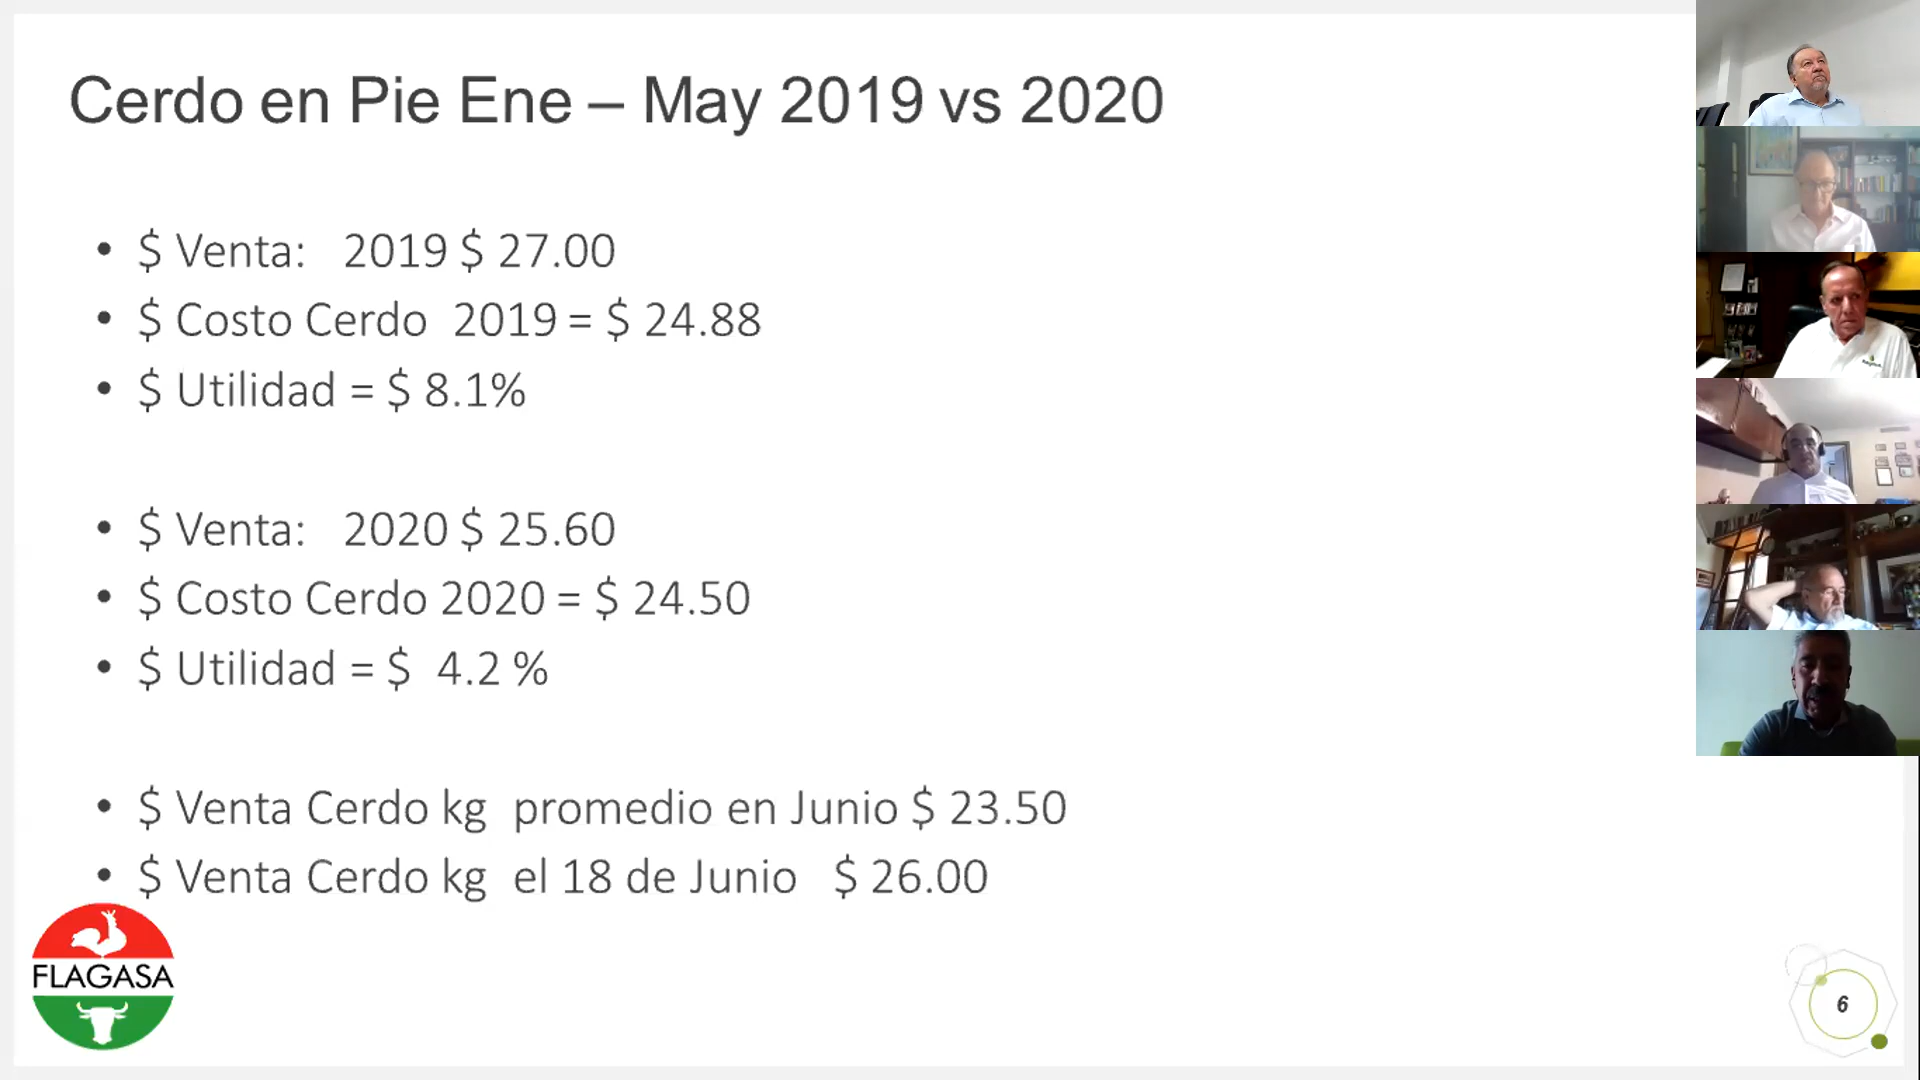 Cerdo en Pie Ene – May 2019 vs 2020
• $ Venta: 2019 $ 27.00
• $ Costo Cerdo 2019 = $ 24.88
• $ Utilidad = $ 8.1%
• $ Venta: 2020 $ 25.60
• $ Costo Cerdo 2020 = $ 24.50
• $ Utilidad = $ 4.2 %
• $ Venta Cerdo kg promedio en Junio $ 23.50
• $ Venta Cerdo kg el 18 de Junio $ 26.00
FLAGASA
6